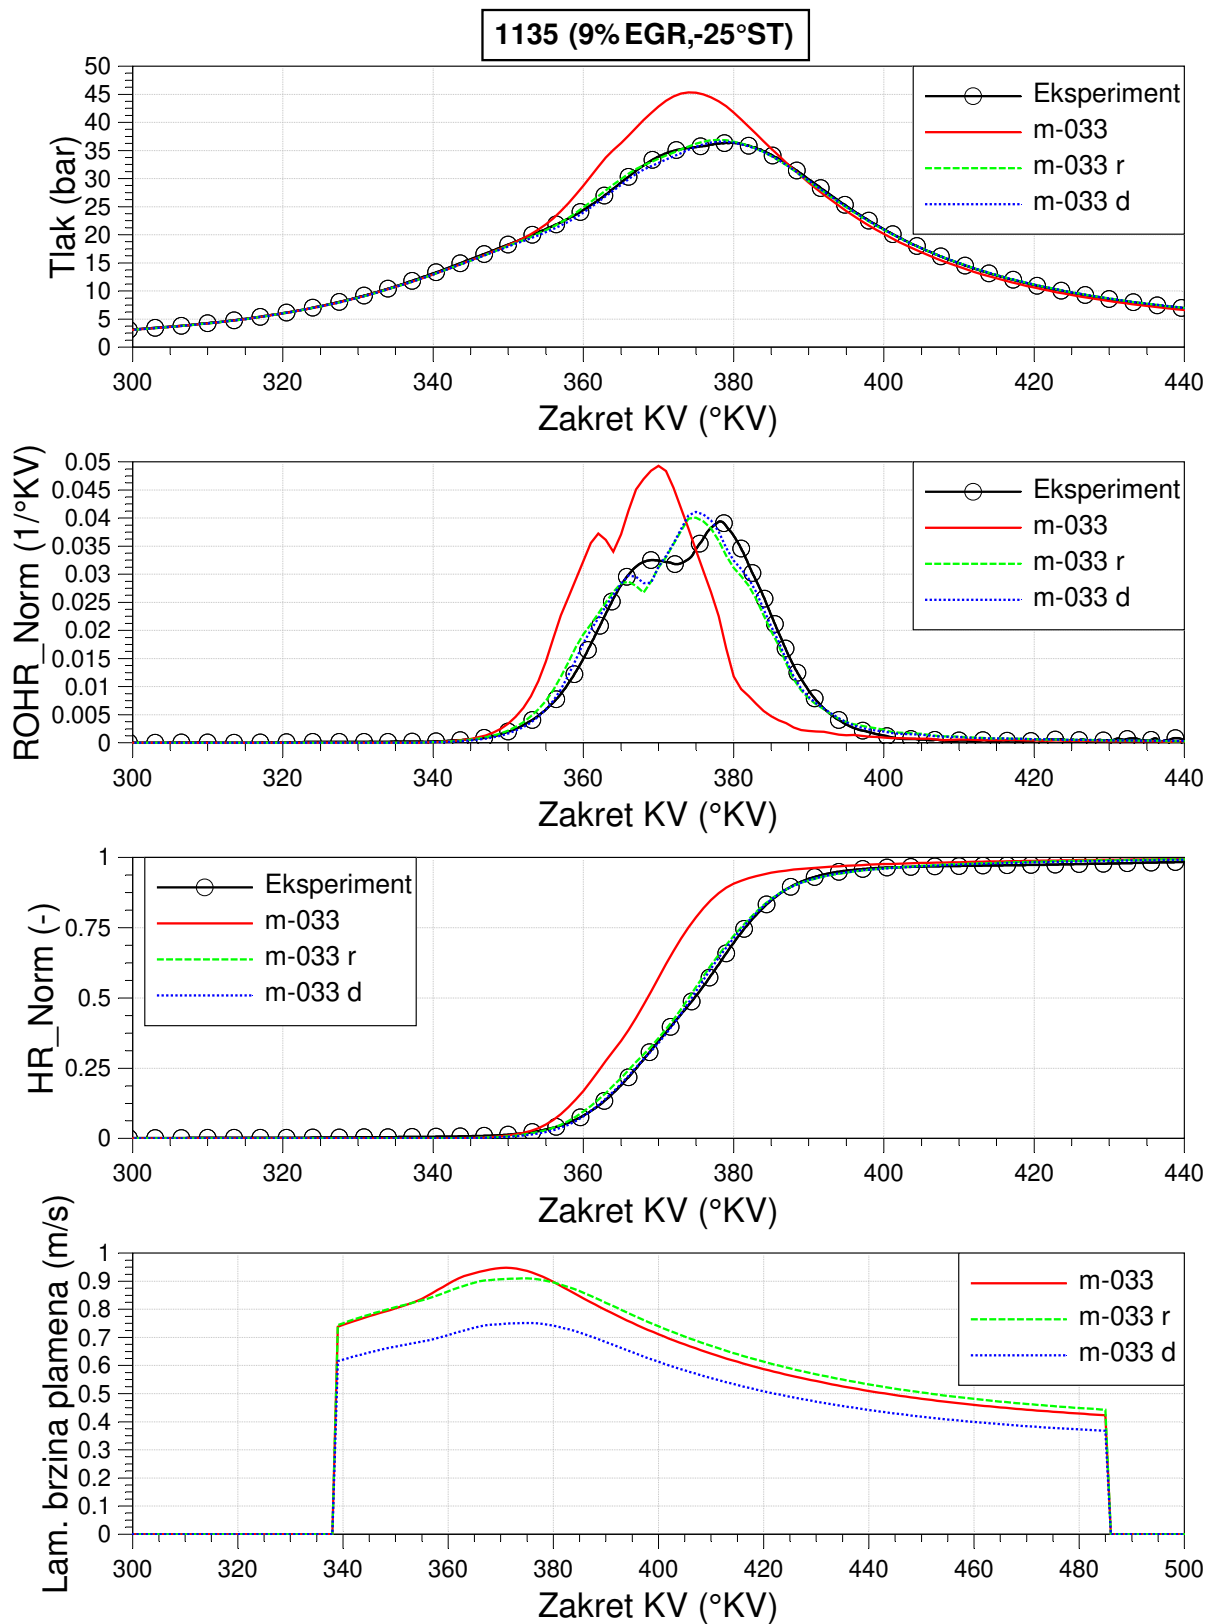 1135 (9% EGR,-25°ST)
Tlak (bar)
50
45
40
35
30
25
20
15
10
5
0
Eksperiment
m-033
m-033 r
m-033 d
300 320 340 360 380 400 420 440
Zakret KV (°KV)
ROHR_Norm (1/°KV)
0.05
0.045
0.04
0.035
0.03
0.025
0.02
0.015
0.01
0.005
0
Eksperiment
m-033
m-033 r
m-033 d
300 320 340 360 380 400 420 440
Zakret KV (°KV)
HR_Norm (-)
1
0.75
0.5
0.25
0
Eksperiment
m-033
m-033 r
m-033 d
300 320 340 360 380 400 420 440
Zakret KV (°KV)
Lam. brzina plamena (m/s)
1
0.9
0.8
0.7
0.6
0.5
0.4
0.3
0.2
0.1
0
m-033
m-033 r
m-033 d
300 320 340 360 380 400 420 440 460 480 500
Zakret KV (°KV)